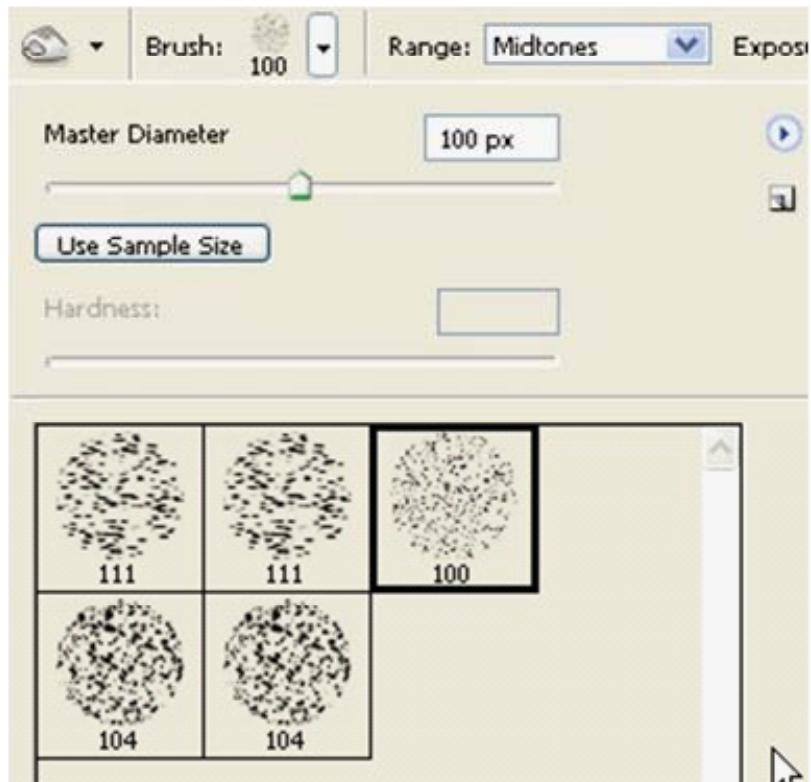 Brush: 100 Range: Midtones
Master Diameter 100 px
Use Sample Size
Hardness:
111 111 100
104 104